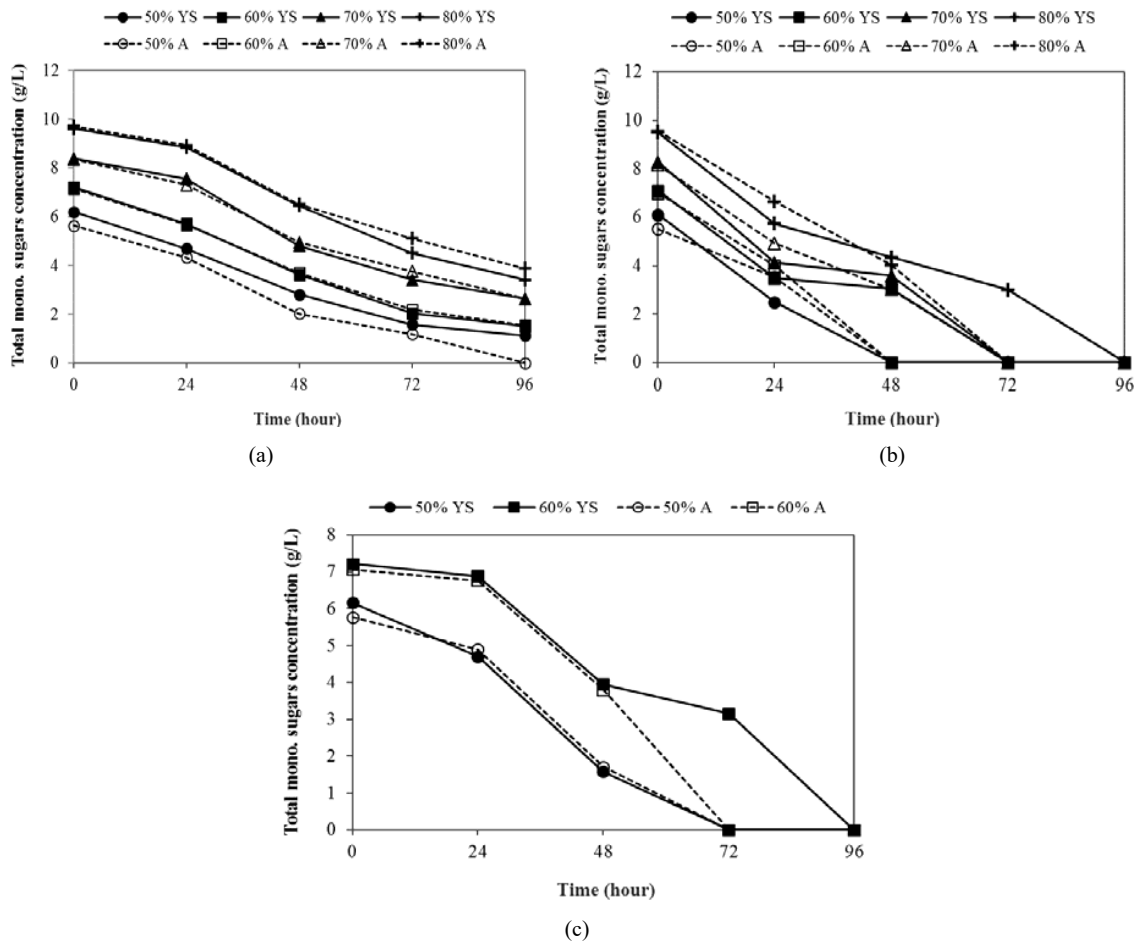 50% YS 60% YS 70% YS 80% YS
50% A 60% A 70% A 80% A
Total mono. sugars concentration (g/L)
12
10
8
6
4
2
0
0 24 48 72 96
Time (hour)
(a)
50% YS 60% YS 70% YS 80% YS
50% A 60% A 70% A 80% A
Total mono. sugars concentration (g/L)
12
10
8
6
4
2
0
0 24 48 72 96
Time (hour)
(b)
50% YS 60% YS 50% A 60% A
Total mono. sugars concentration (g/L)
8
7
6
5
4
3
2
1
0
0 24 48 72 96
Time (hour)
(c)